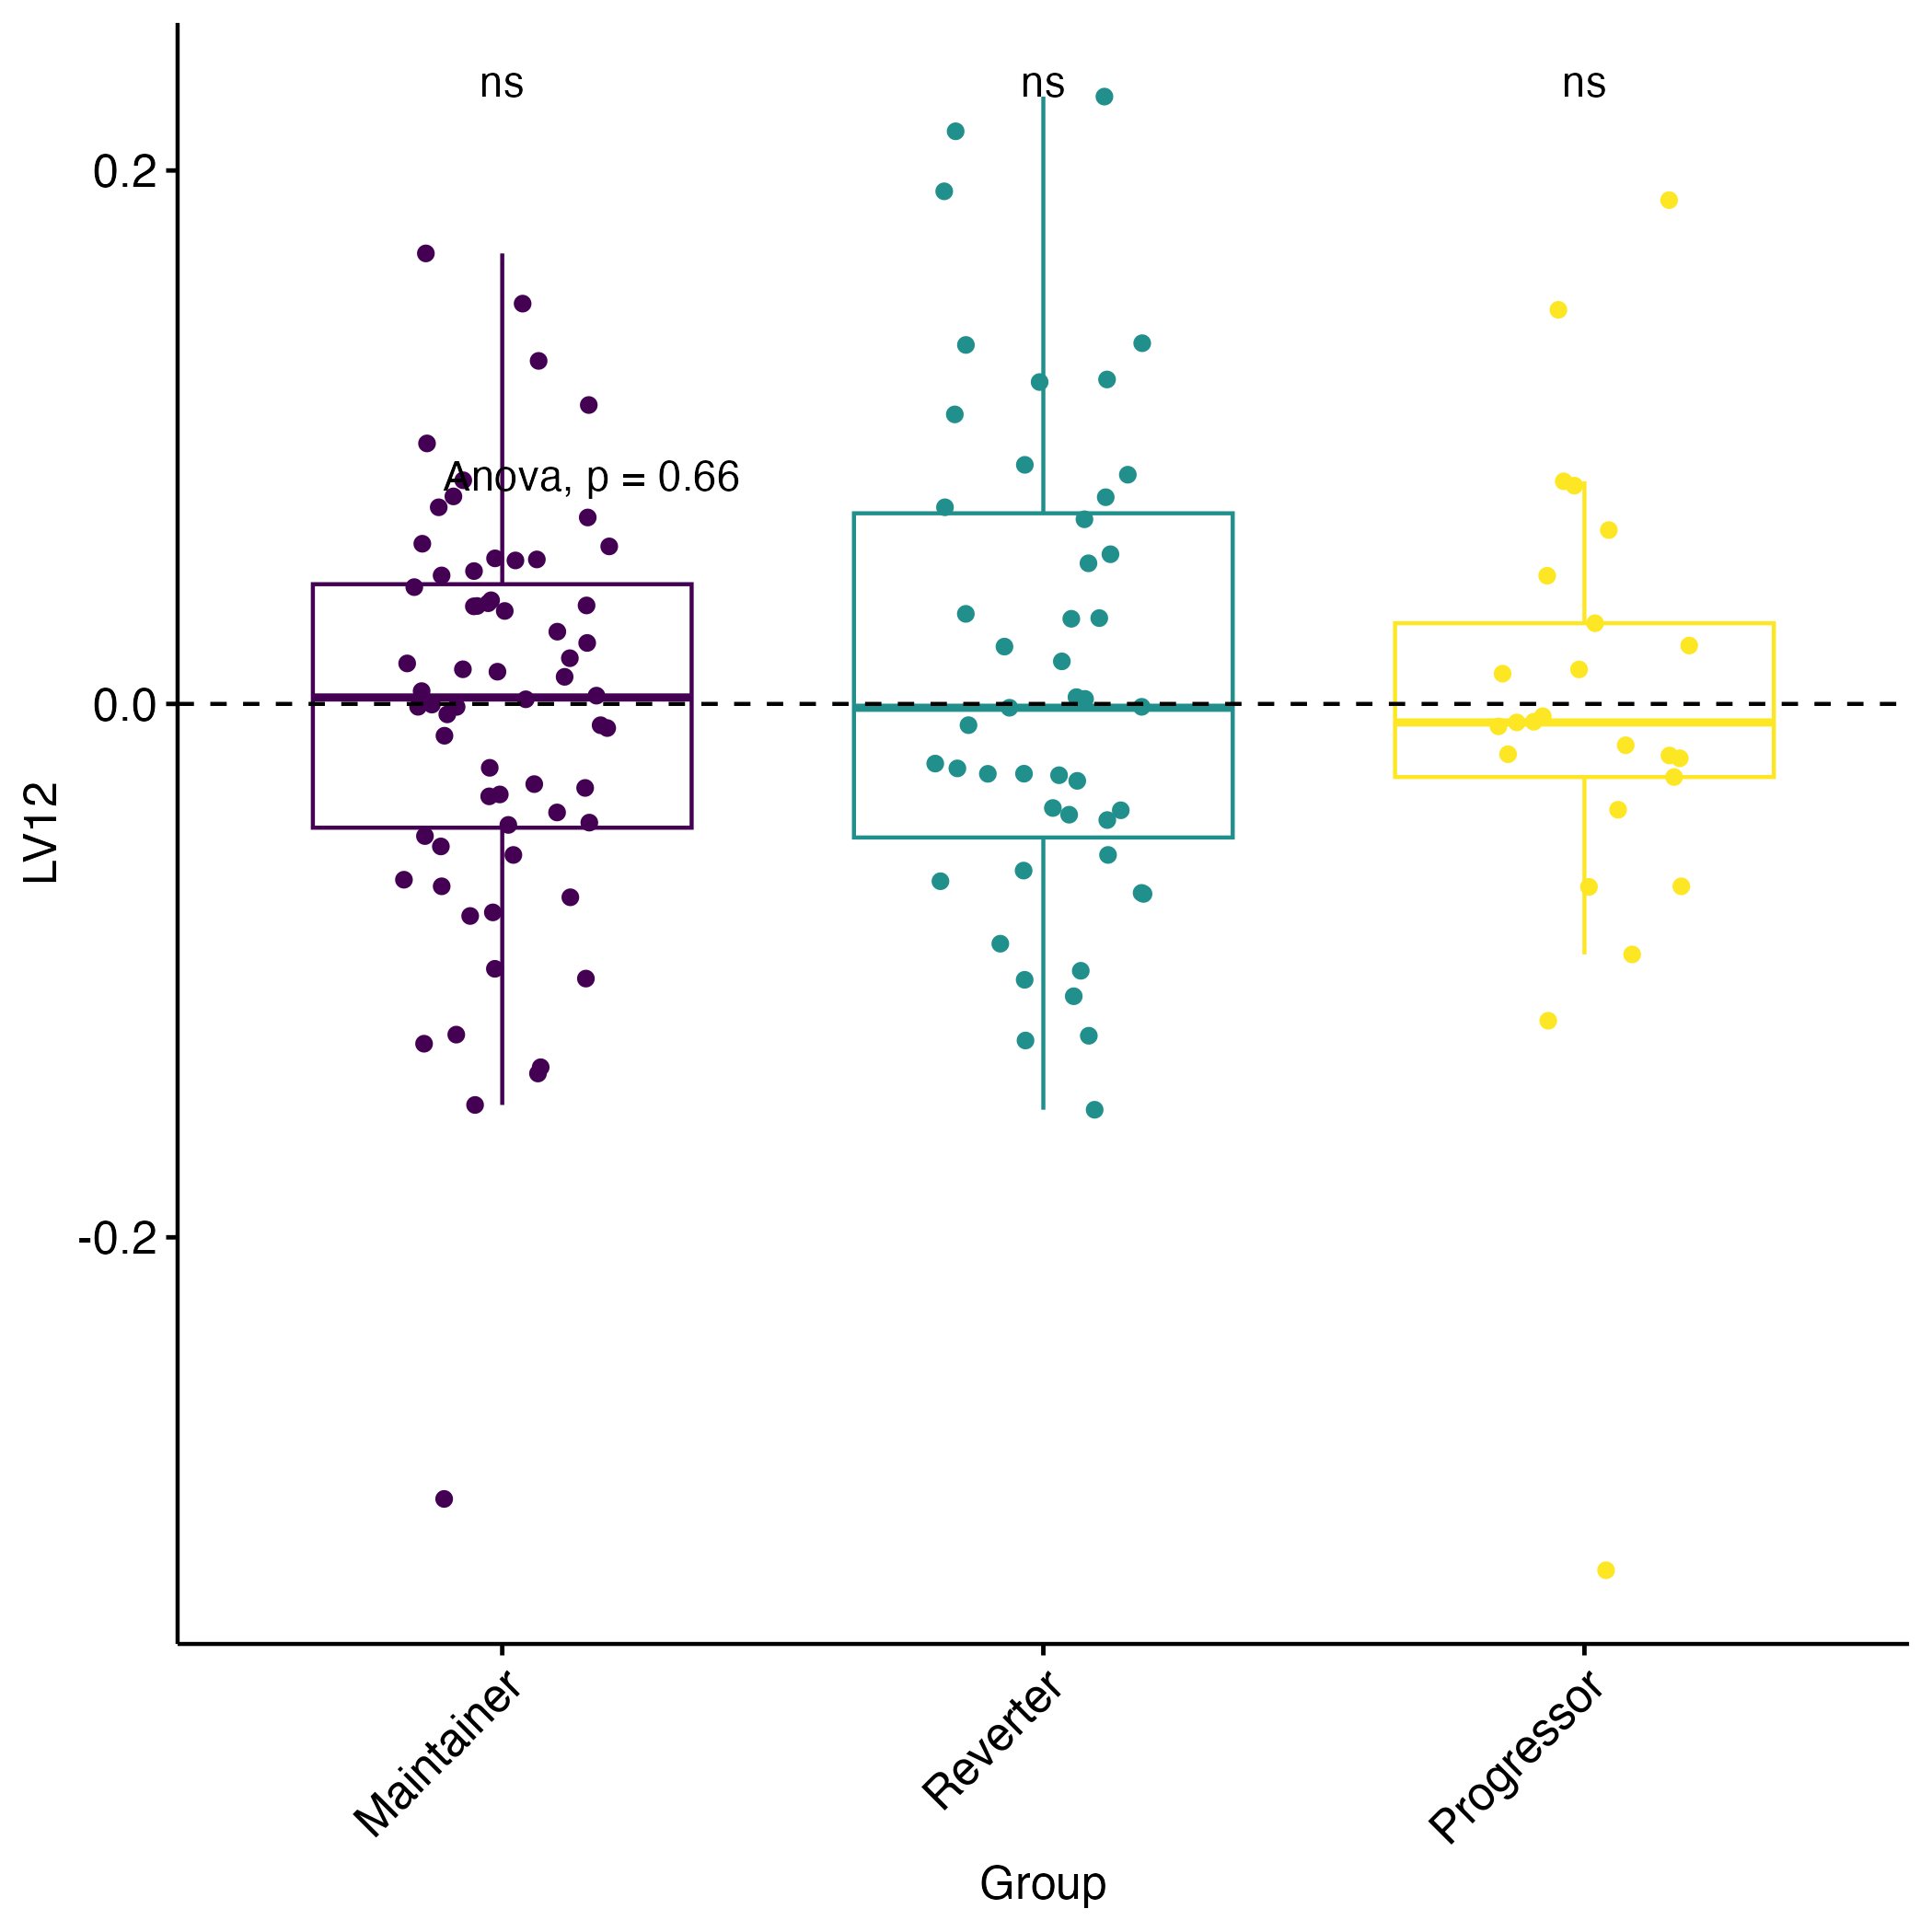 ns
ns
ns
0.2
Anova, p = 0.66
0.0
LV12
-0.2
Maintainer
Reverter
Progressor
Group